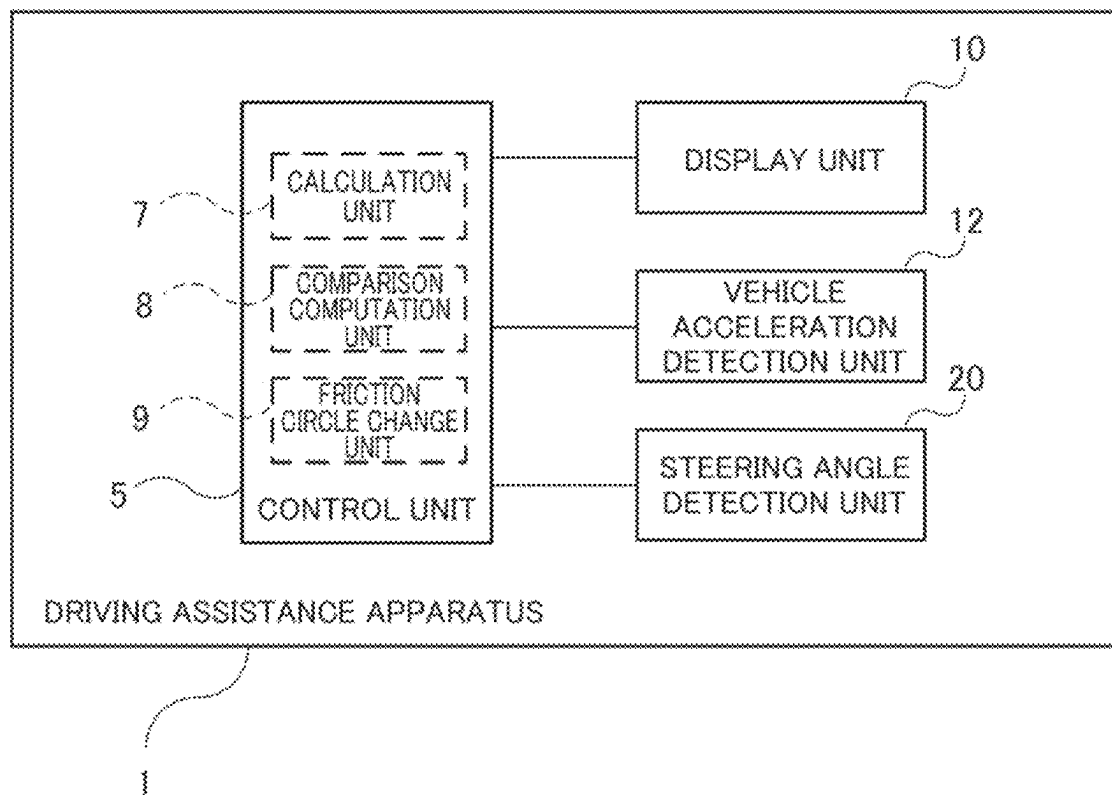 10
DISPLAY UNIT
CALCULATION
UNIT
7
12
COMPARISON
COMPUTATION
UNIT
8
VEHICLE
ACCELERATION
DETECTION UNIT
20
FRICTION
CIRCLE CHANGE
UNIT
9
STEERING ANGLE
DETECTION UNIT
5
CONTROL UNIT
DRIVING ASSISTANCE APPARATUS
1